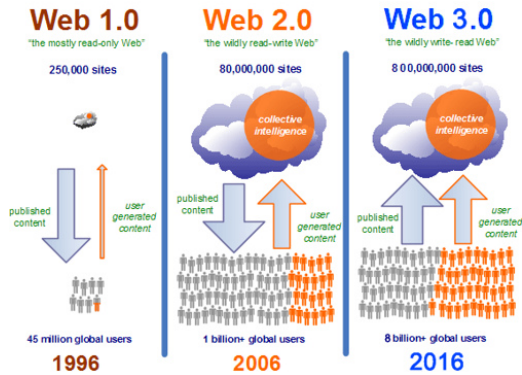 Web 1.0
"the mostly read-only Web"
250,000 sites
published
content
user
generated
content
45 million global users
1996
Web 2.0
"the wildly read-write Web"
80,000,000 sites
collective
intelligence
published
content
user
generated
content
1 billion+ global users
2006
Web 3.0
"the wildly write- read Web"
800,000,000 sites
collective
intelligence
Published
content
user
generated
content
8 billion+ global users
2016